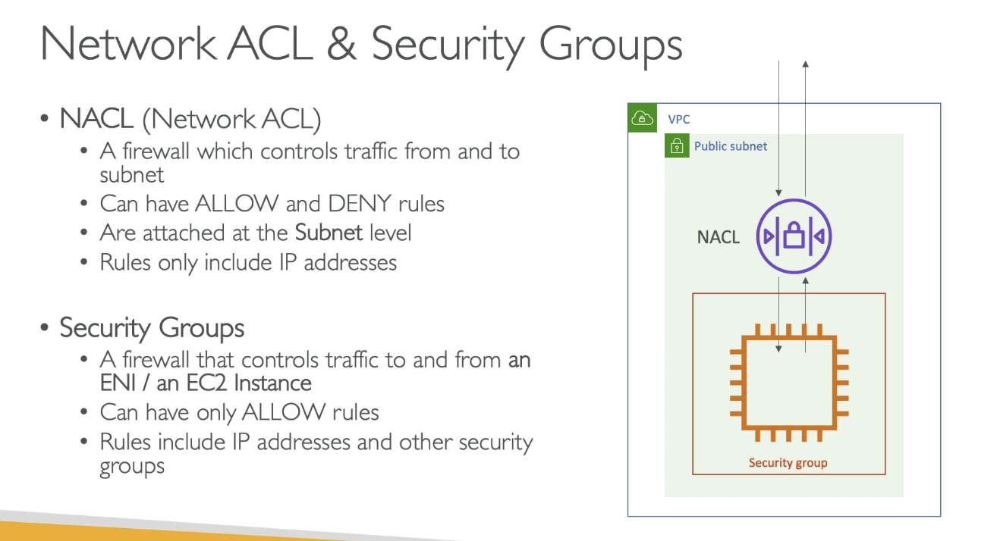 Network ACL & Security Groups
• NACL (Network ACL)
• A firewall which controls traffic from and to
subnet
• Can have ALLOW and DENY rules
• Are attached at the Subnet level
• Rules only include IP addresses
• Security Groups
• A firewall that controls traffic to and from an
ENI / an EC2 Instance
• Can have only ALLOW rules
• Rules include IP addresses and other security
groups
VPC
Public subnet
NACL
Security group